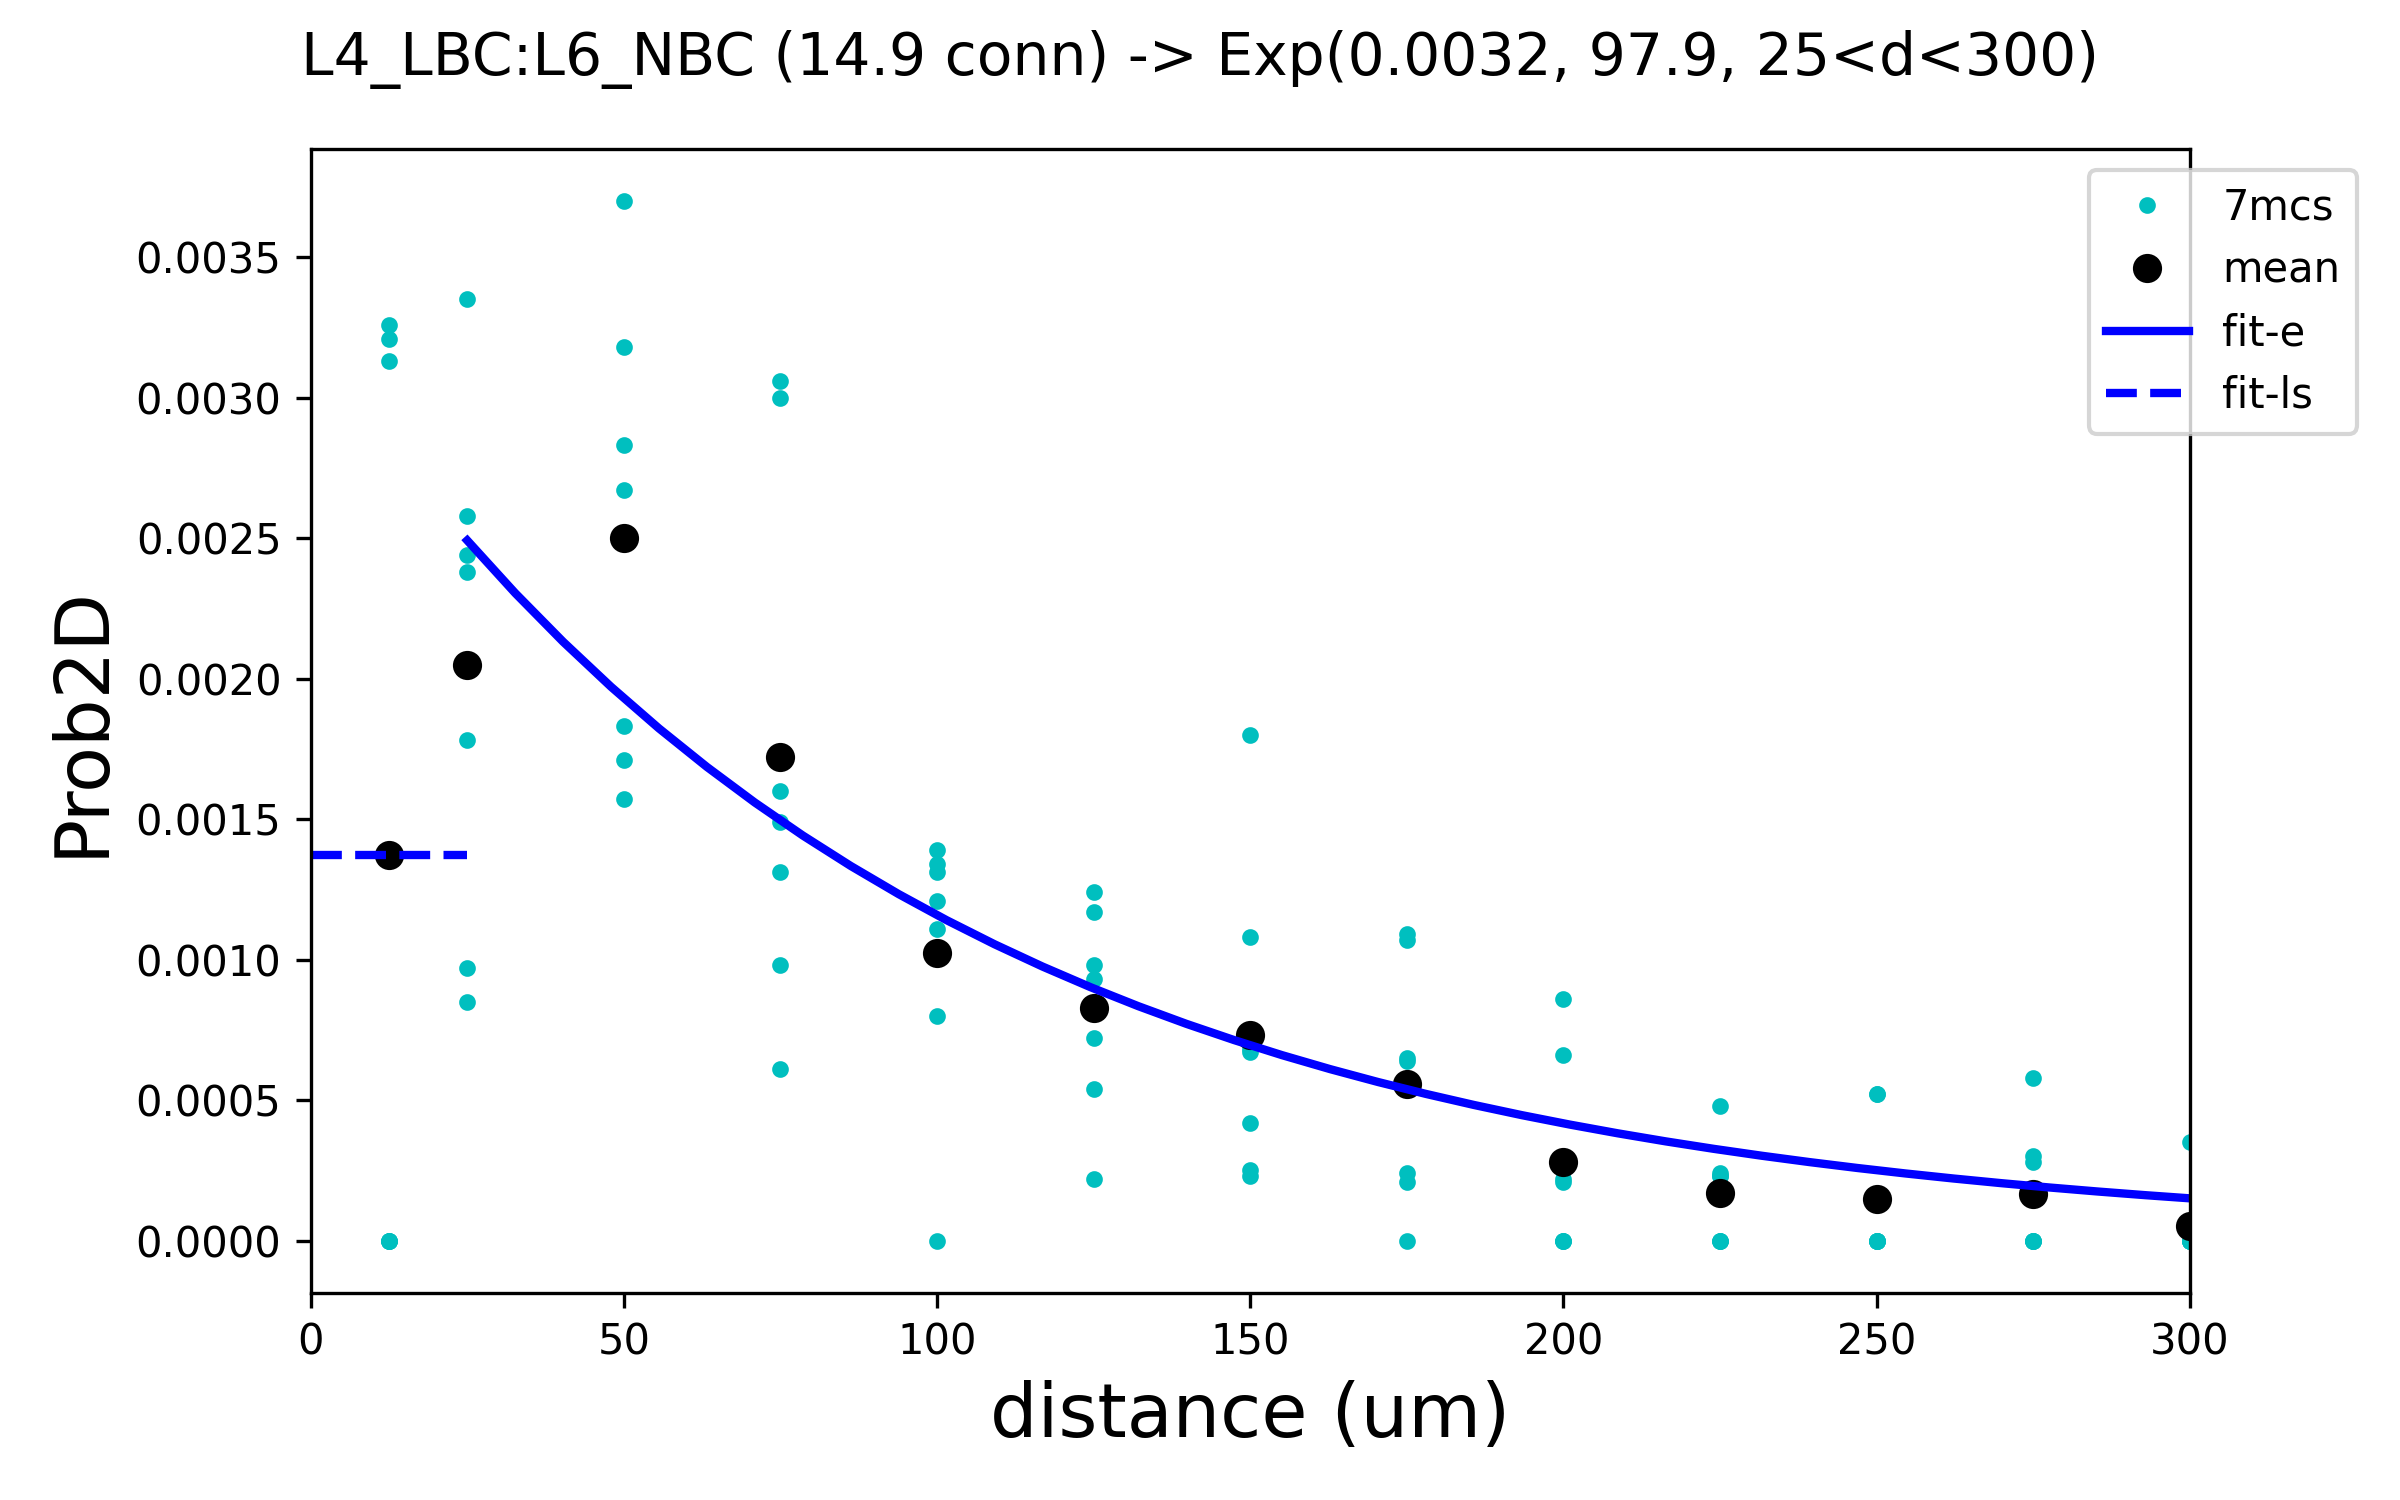 L4_LBC:L6_NBC (14.9 conn) -> Exp(0.0032, 97.9, 25<d<300)
7mcs
mean
fit-e
fit-ls
Prob2D
0.0035
0.0030
0.0025
0.0020
0.0015
0.0010
0.0005
0.0000
0 50 100 150 200 250 300
distance (um)